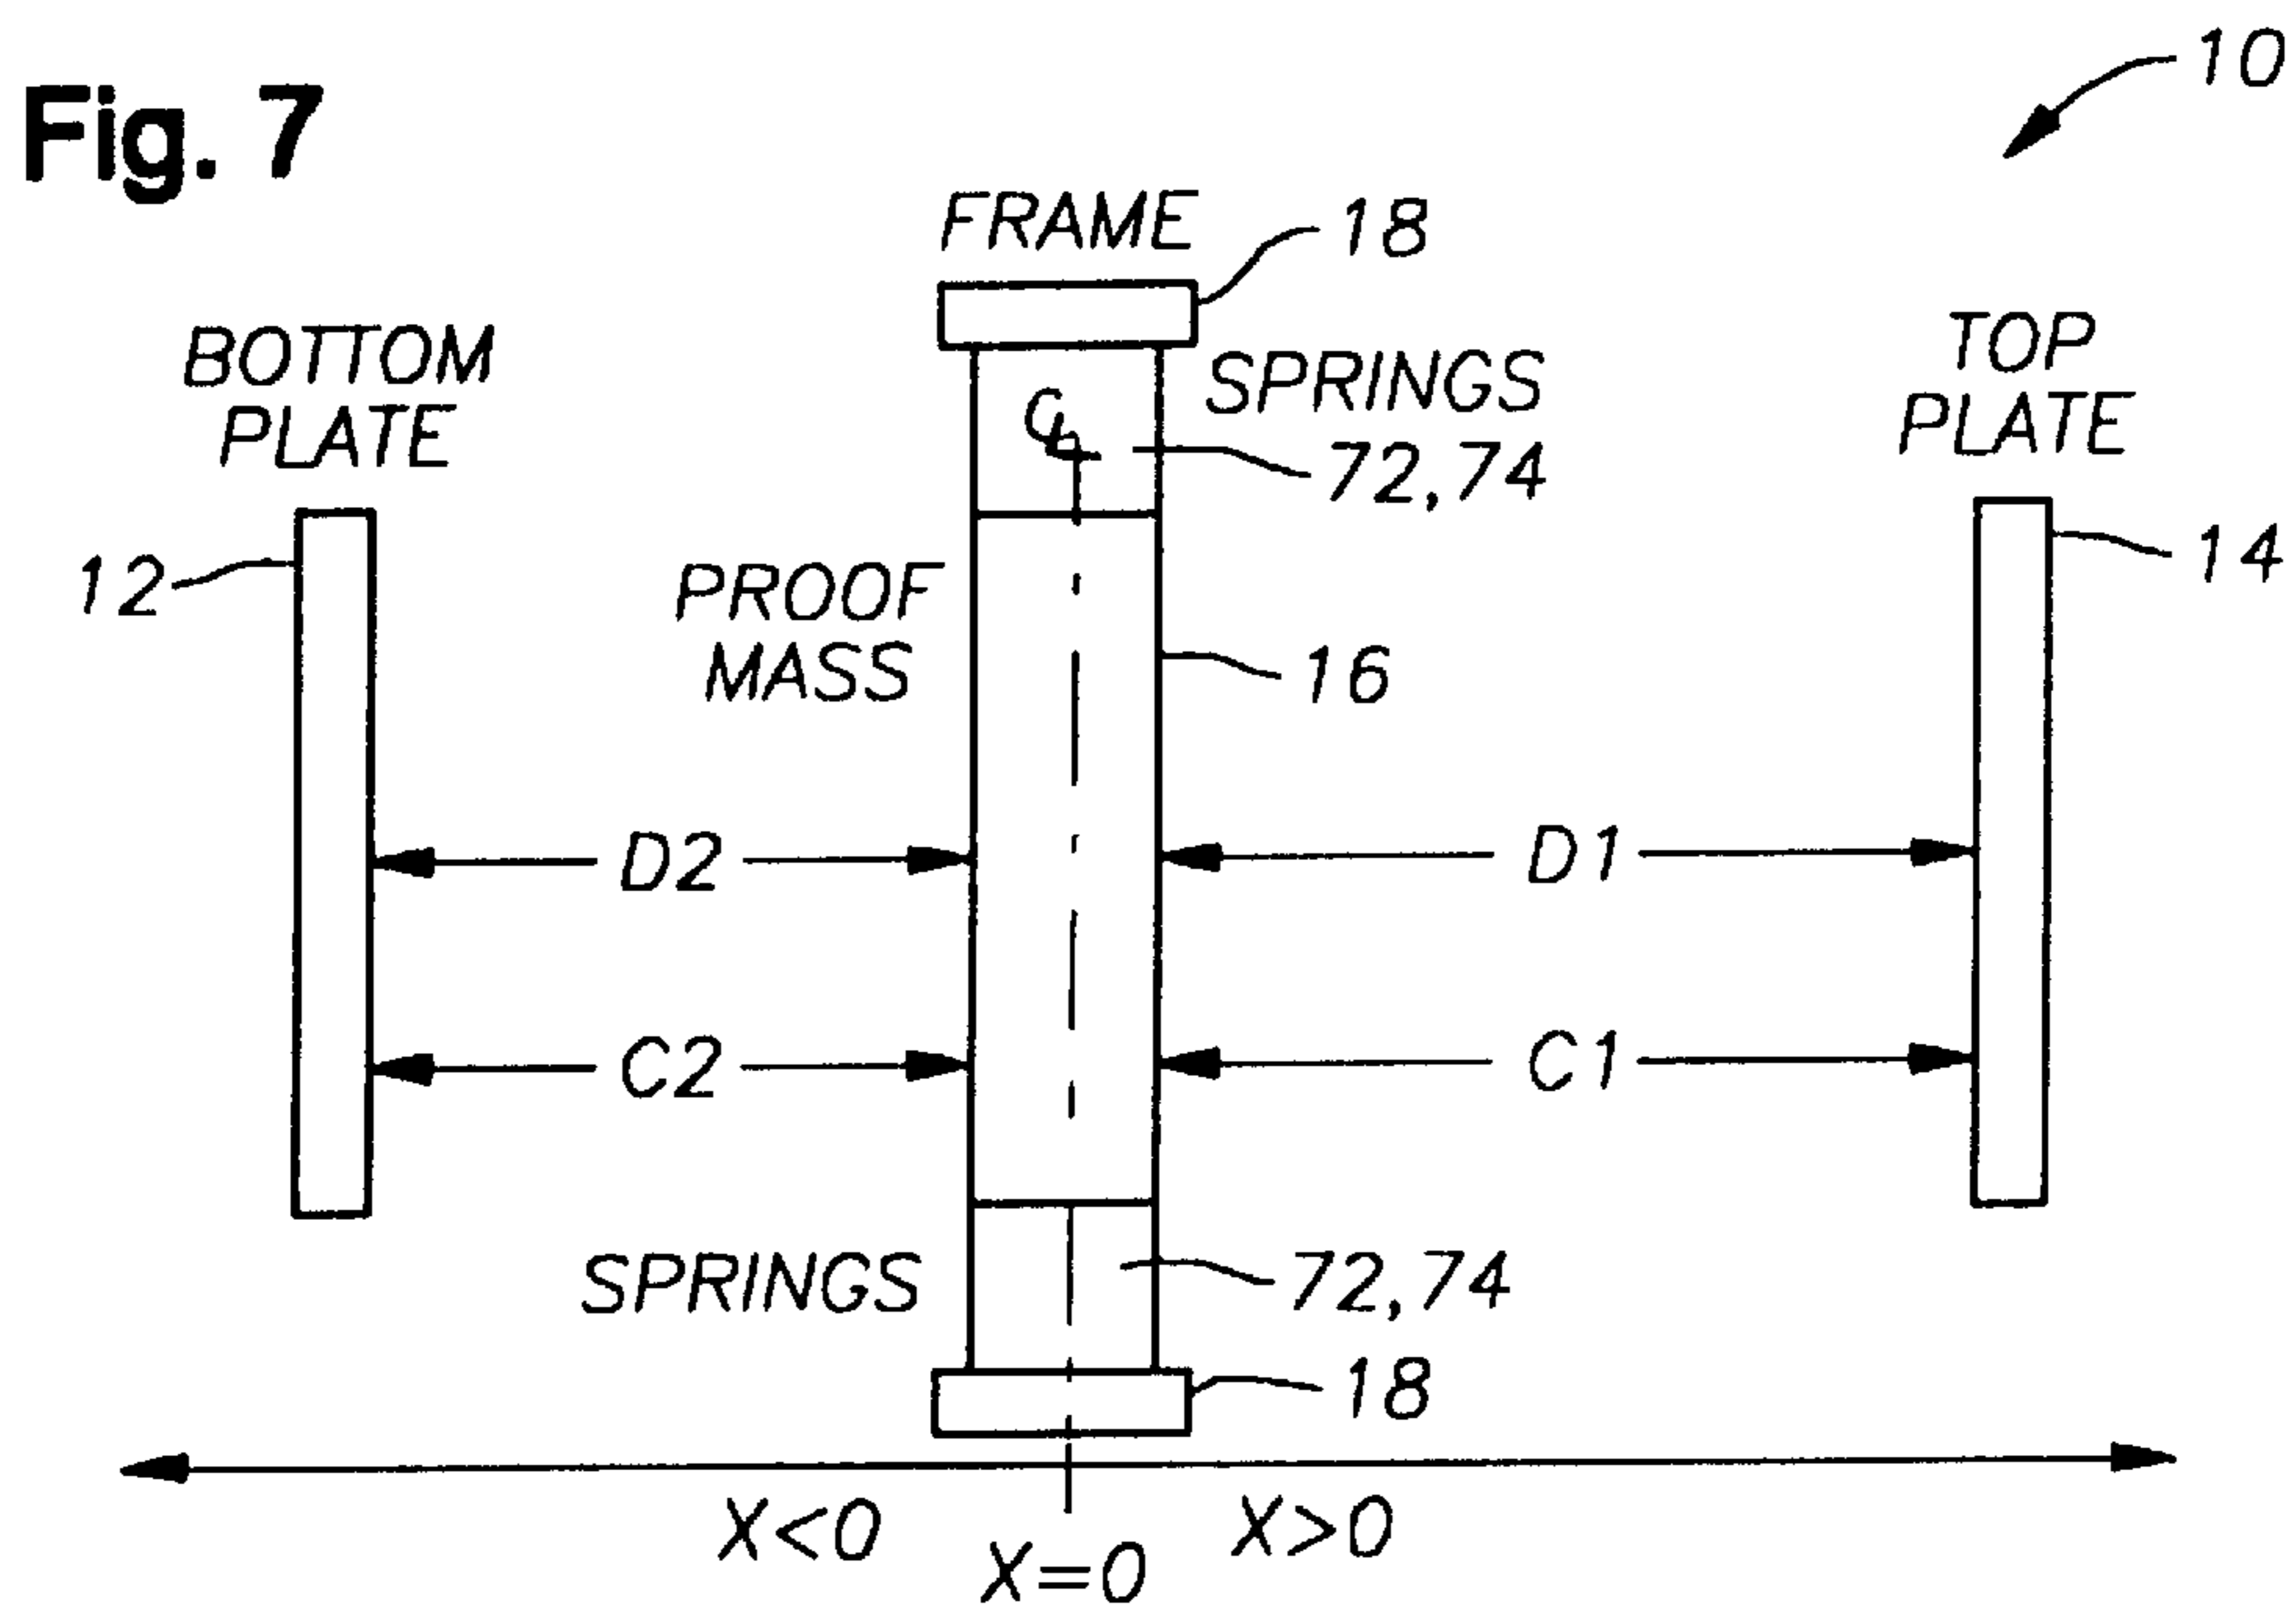 Fig. 7
10
FRAME
18
BOTTOM
PLATE
SPRINGS
72,74
TOP
PLATE
℄
12
14
PROOF
MASS
16
D2
D1
C2
C1
SPRINGS
72,74
18
X<0
X=0
X>0